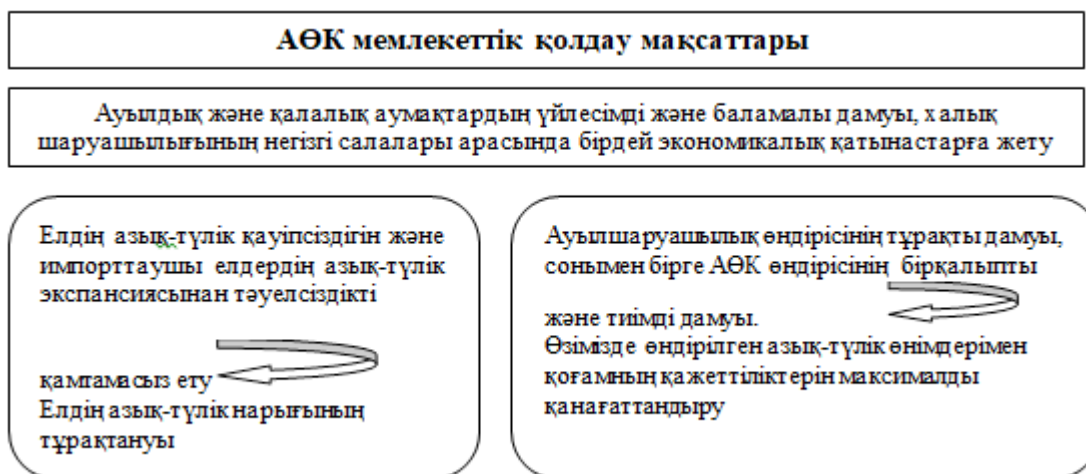 АӨК мемлекеттік қолдау мақсаттары
Ауылдық және қалалық аумақтардың үйлесімді және баламалы дамуы, халық
шаруашылығының негізгі салалары арасында бірдей экономикалық қатынастарға жету
Елдің азық-түлік қауіпсіздігін және
импорттаушы елдердің азық-түлік
экспансиясынан тәуелсіздікті
қамтамасыз ету
Елдің азық-түлік нарығының
тұрақтануы
Ауылшаруашылық өндірісінің тұрақты дамуы,
сонымен бірге АӨК өндірісінің бірқалыпты
және тиімді дамуы.
Өзімізде өндірілген азық-түлік өнімдерімен
қоғамның қажеттіліктерін максималды
қанағаттандыру